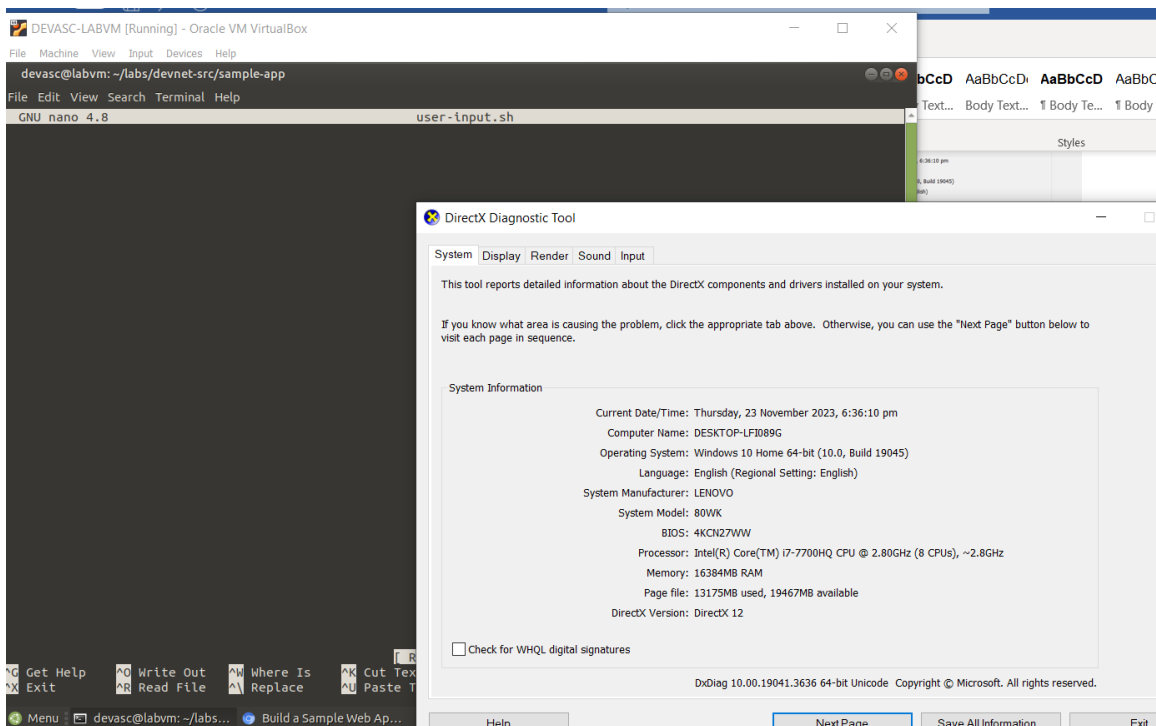 DEVASC-LABVM [Running] - Oracle VM VirtualBox
File Machine View Input Devices Help
devasc@labvm: ~/labs/devnet-src/sample-app
File Edit View Search Terminal Help
GNU nano 4.8 user-input.sh
bCcD AaBbCcD AaBbCcD AaBbC
Text... Body Text... ¶ Body Te... ¶ Body
Styles
6:36:10 pm
, Build 19045)
DirectX Diagnostic Tool
System Display Render Sound Input
This tool reports detailed information about the DirectX components and drivers installed on your system.
If you know what area is causing the problem, click the appropriate tab above. Otherwise, you can use the "Next Page" button below to
visit each page in sequence.
System Information
Current Date/Time: Thursday, 23 November 2023, 6:36:10 pm
Computer Name: DESKTOP-LFI089G
Operating System: Windows 10 Home 64-bit (10.0, Build 19045)
Language: English (Regional Setting: English)
System Manufacturer: LENOVO
System Model: 80WK
BIOS: 4KCN27WW
Processor: Intel(R) Core(TM) i7-7700HQ CPU @ 2.80GHz (8 CPUs), ~2.8GHz
Memory: 16384MB RAM
Page file: 13175MB used, 19467MB available
DirectX Version: DirectX 12
Check for WHQL digital signatures
DxDiag 10.00.19041.3636 64-bit Unicode Copyright © Microsoft. All rights reserved.
Help Next Page Save All Information... Exit
[ R
^G Get Help ^O Write Out ^W Where Is ^K Cut Tex
^X Exit ^R Read File ^\ Replace ^U Paste T
Menu devasc@labvm: ~/labs... Build a Sample Web Ap...